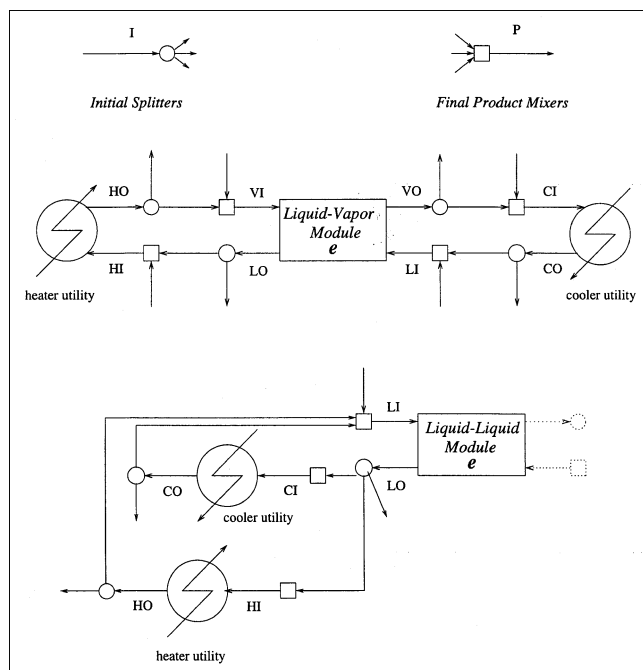 I
P
Initial Splitters
Final Product Mixers
HO
VI
VO
CI
Liquid-Vapor
Module
e
HI
LO
LI
CO
heater utility
cooler utility
LI
Liquid-Liquid
Module
e
LO
CO
CI
cooler utility
HO
HI
heater utility